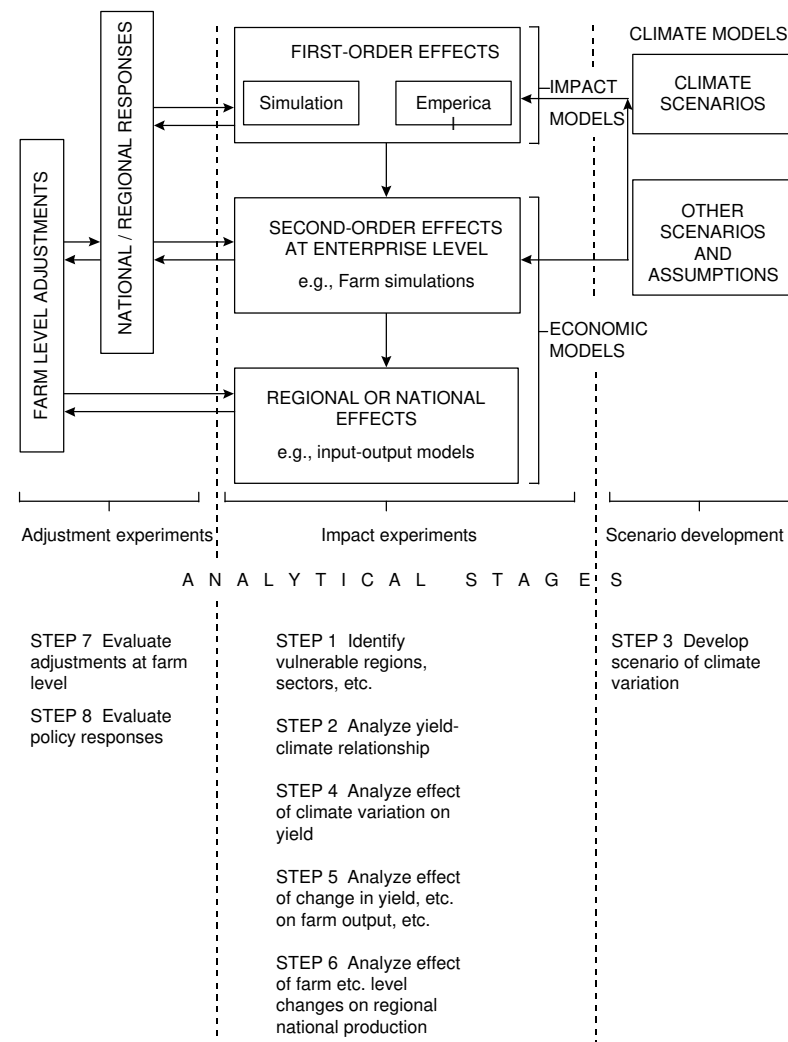 FARM LEVEL ADJUSTMENTS
NATIONAL / REGIONAL RESPONSES
FIRST-ORDER EFFECTS
Simulation
Emperica
l
IMPACT
MODELS
SECOND-ORDER EFFECTS
AT ENTERPRISE LEVEL
e.g., Farm simulations
ECONOMIC
MODELS
REGIONAL OR NATIONAL
EFFECTS
e.g., input-output models
CLIMATE MODELS
CLIMATE
SCENARIOS
OTHER
SCENARIOS
AND
ASSUMPTIONS
Adjustment experiments
Impact experiments
Scenario development
ANALYTICAL STAGES
STEP 7 Evaluate
adjustments at farm
level
STEP 8 Evaluate
policy responses
STEP 1 Identify
vulnerable regions,
sectors, etc.
STEP 2 Analyze yield-
climate relationship
STEP 4 Analyze effect
of climate variation on
yield
STEP 5 Analyze effect
of change in yield, etc.
on farm output, etc.
STEP 6 Analyze effect
of farm etc. level
changes on regional
national production
STEP 3 Develop
scenario of climate
variation